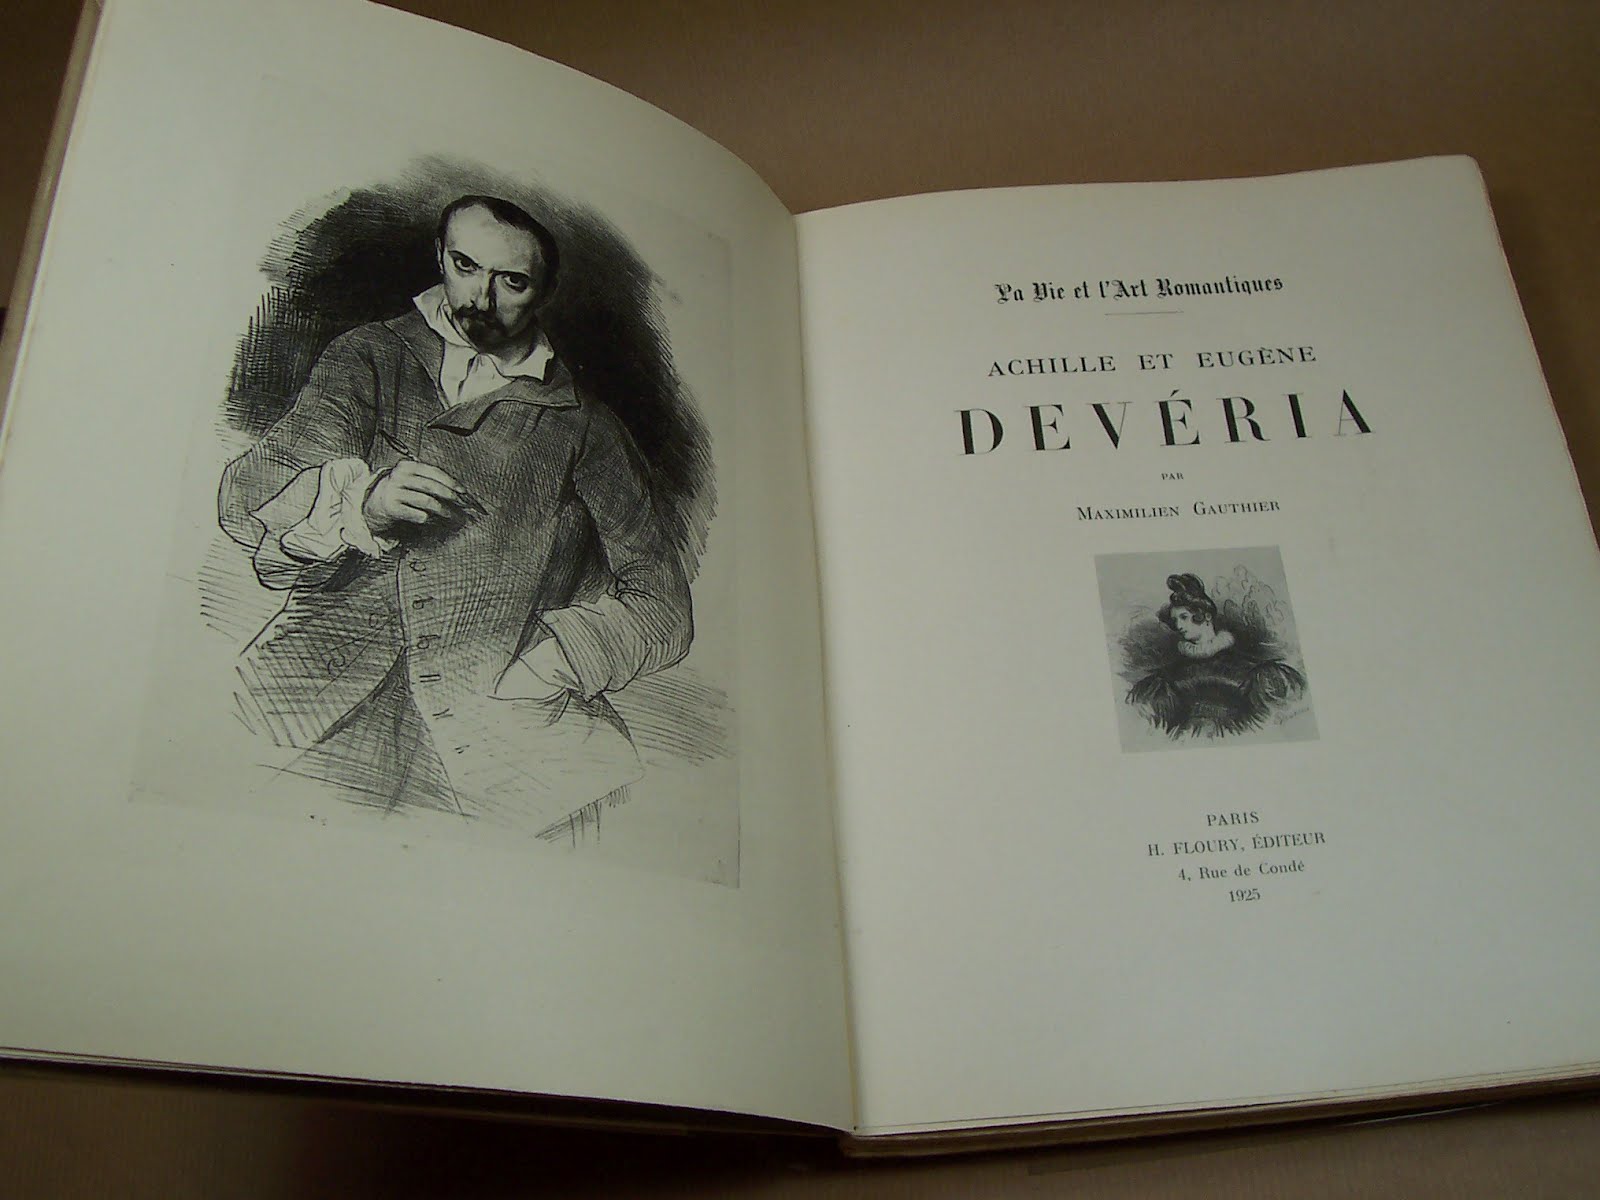 La Vie et l'Art Romantiques
ACHILLE ET EUGÈNE
DEVÉRIA
PAR
MAXIMILIEN GAUTHIER
PARIS
H. FLOURY, ÉDITEUR
4, Rue de Condé
1925